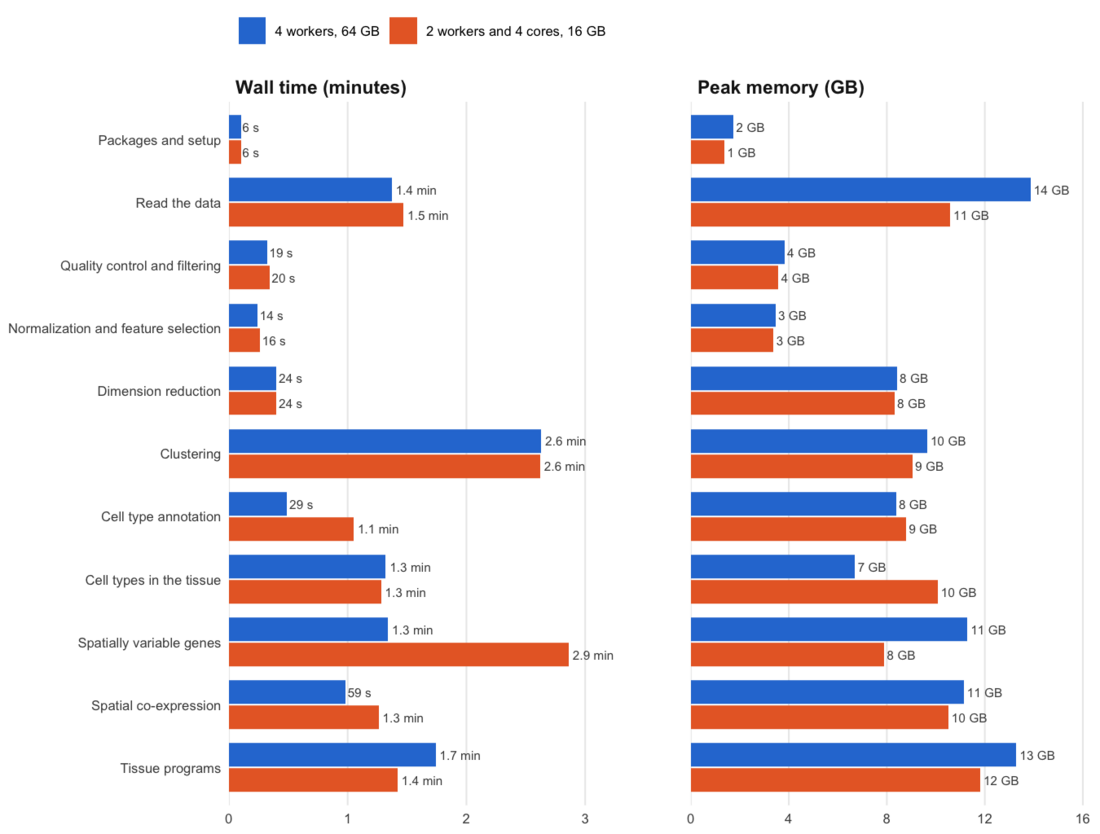 4 workers, 64 GB 2 workers and 4 cores, 16 GB
Wall time (minutes) Peak memory (GB)
Packages and setup 6 s 2 GB
6 s 1 GB
Read the data 1.4 min 14 GB
1.5 min 11 GB
Quality control and filtering 19 s 4 GB
20 s 4 GB
Normalization and feature selection 14 s 3 GB
16 s 3 GB
Dimension reduction 24 s 8 GB
24 s 8 GB
Clustering 2.6 min 10 GB
2.6 min 9 GB
Cell type annotation 29 s 8 GB
1.1 min 9 GB
Cell types in the tissue 1.3 min 7 GB
1.3 min 10 GB
Spatially variable genes 1.3 min 11 GB
2.9 min 8 GB
Spatial co-expression 59 s 11 GB
1.3 min 10 GB
Tissue programs 1.7 min 13 GB
1.4 min 12 GB
0 1 2 3 0 4 8 12 16